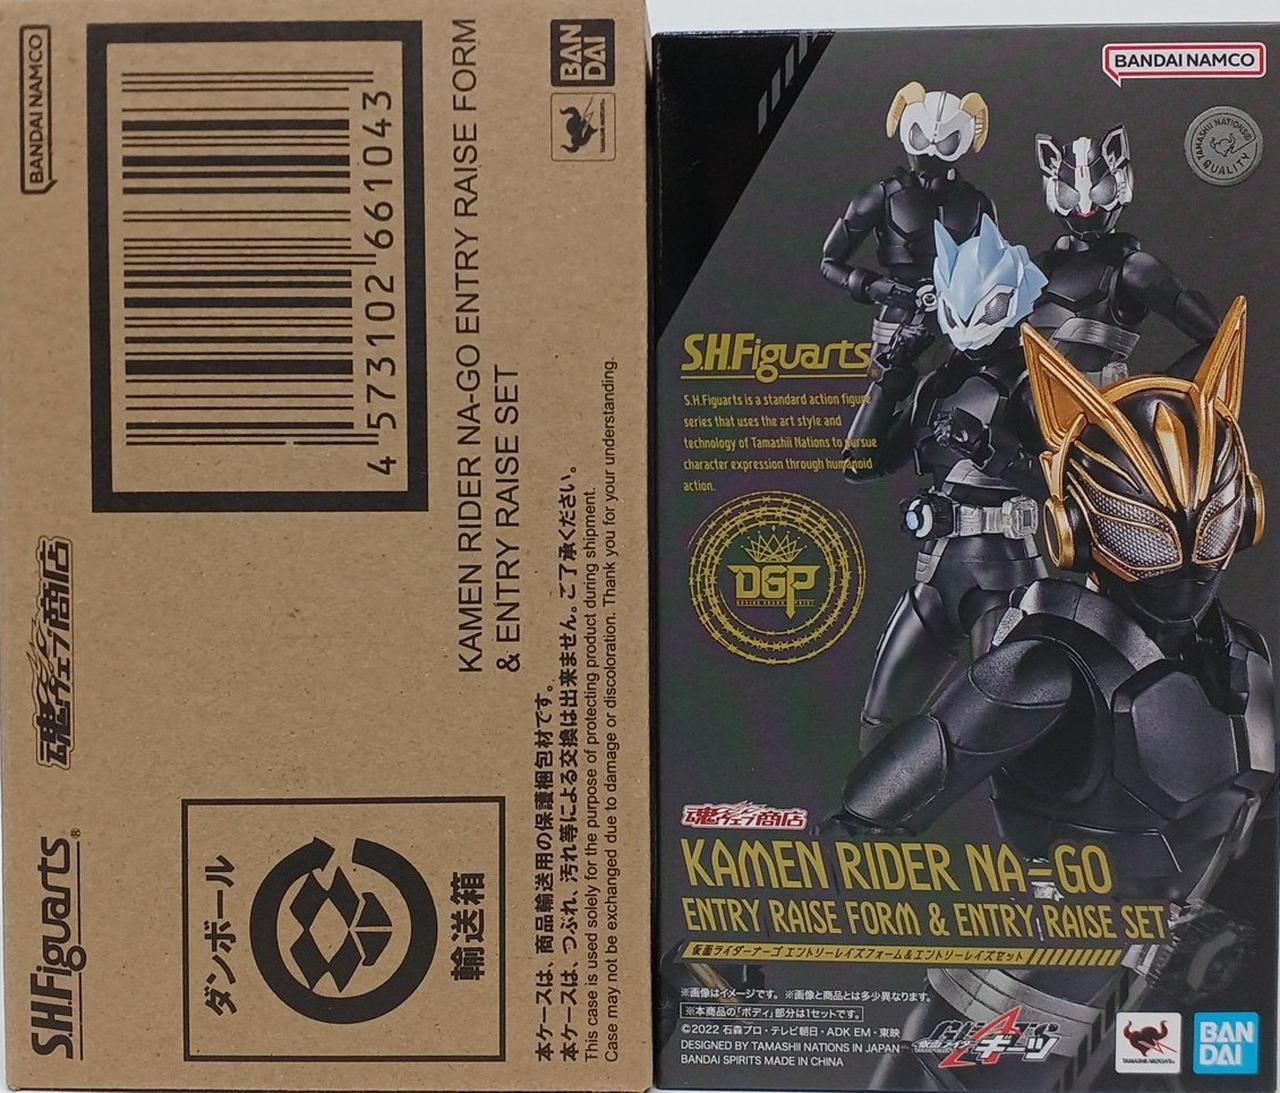 BANDAI NAMCO
BAN
DAI
4573102661043
KAMEN RIDER NA-GO ENTRY RAISE FORM
& ENTRY RAISE SET
魂ウェブ商店
S.H.Figuarts®
ダンボール
輸送箱
本ケースは、商品輸送用の保護梱包材です。
本ケースは、つぶれ、汚れ等による交換は出来ません。ご了承ください。
This case is used solely for the purpose of protecting product during shipment.
Case may not be exchanged due to damage or discoloration. Thank you for your understanding.
BANDAI NAMCO
TAMASHII NATIONS®
QUALITY
S.H.Figuarts
S.H.Figuarts is a standard action figure
series that uses the art style and
technology of Tamashii Nations to pursue
character expression through humanoid
action.
DGP
魂ウェブ商店
KAMEN RIDER NA-GO
ENTRY RAISE FORM & ENTRY RAISE SET
仮面ライダーナーゴ エントリーレイズフォーム&エントリーレイズセット
※画像はイメージです。 ※画像と商品とは多少異なります。
※本商品の「ボディ」部分は1セットです。
©2022 石森プロ・テレビ朝日・ADK EM・東映
DESIGNED BY TAMASHII NATIONS IN JAPAN
BANDAI SPIRITS MADE IN CHINA
GEATS
仮面ライダー
ギーツ
TAMASHII NATIONS
BAN
DAI